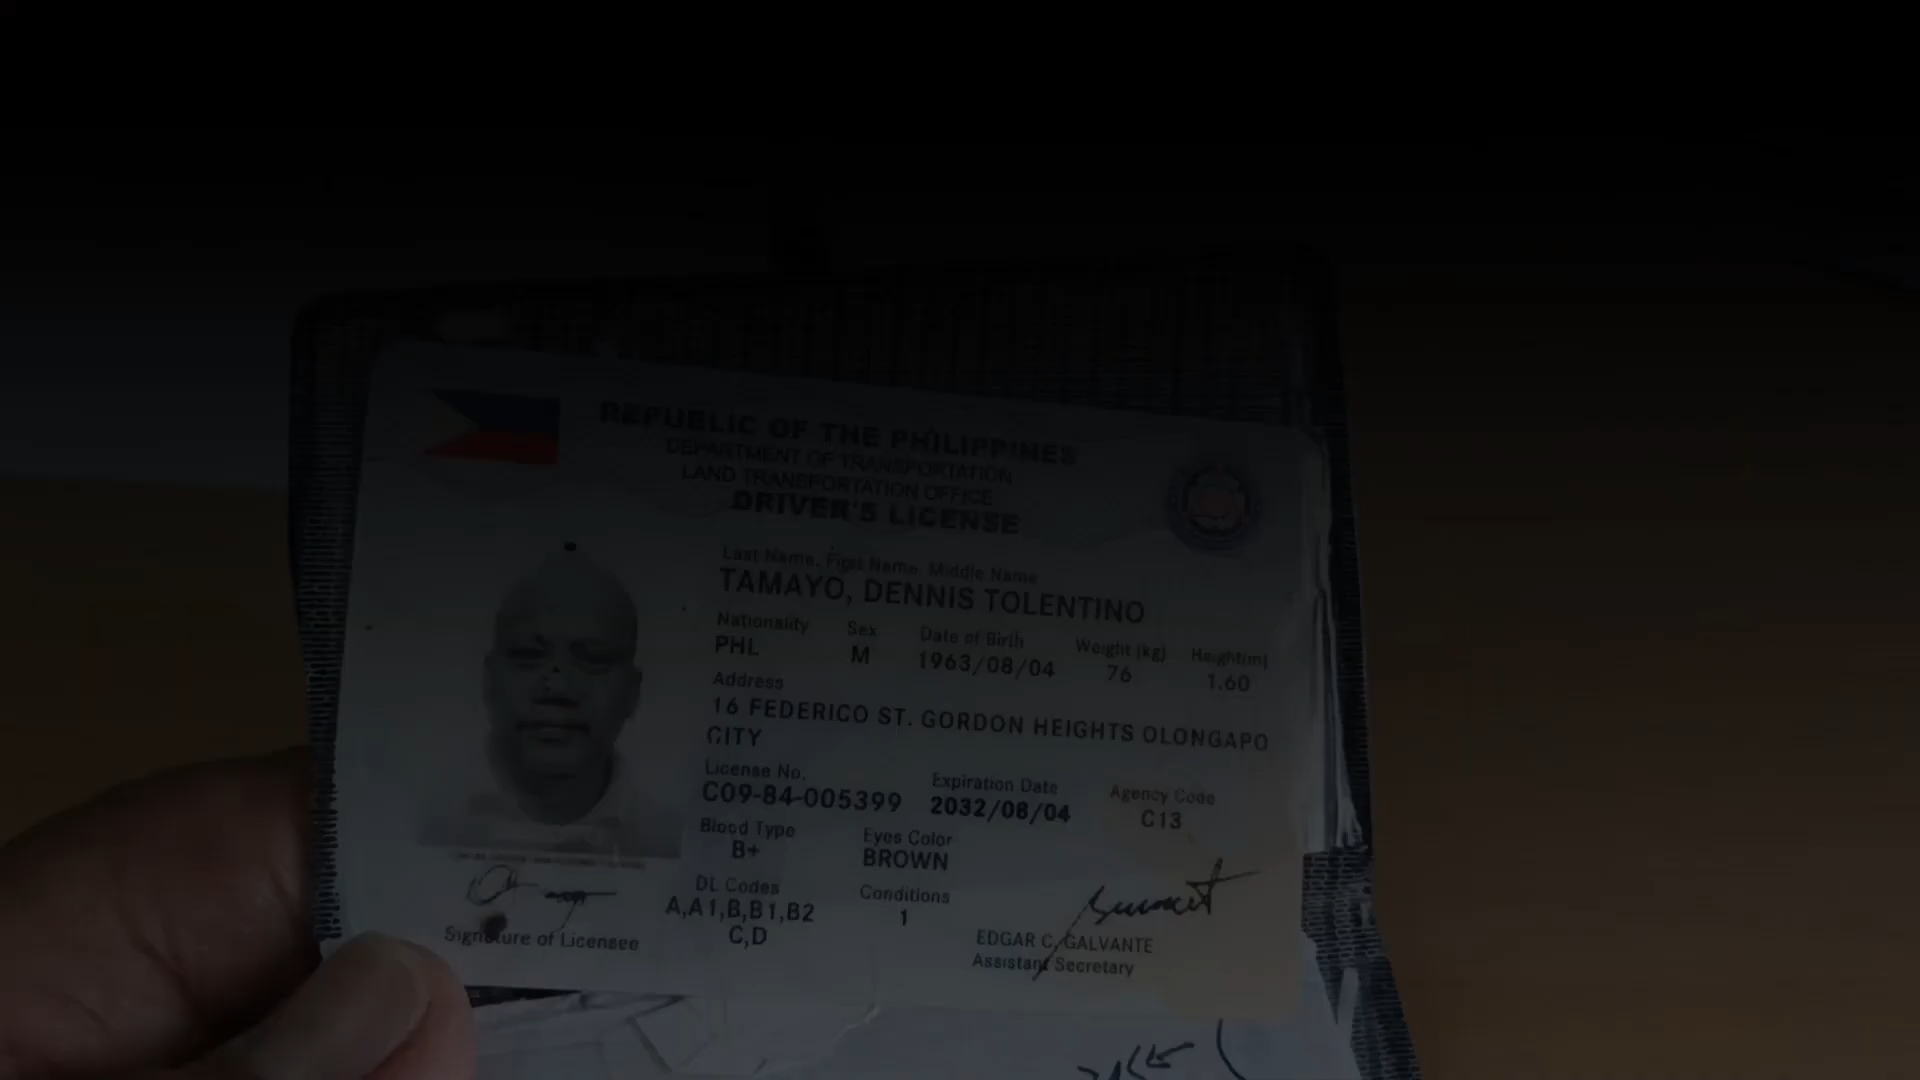 REPUBLIC OF THE PHILIPPINES
DEPARTMENT OF TRANSPORTATION
LAND TRANSPORTATION OFFICE
DRIVER'S LICENSE
Last Name, First Name, Middle Name
TAMAYO, DENNIS TOLENTINO
Nationality Sex Date of Birth Weight (kg) Height(m)
PHL M 1963/08/04 76 1.60
Address
16 FEDERICO ST. GORDON HEIGHTS OLONGAPO
CITY
License No. Expiration Date Agency Code
C09-84-005399 2032/08/04 C13
Blood Type Eyes Color
B+ BROWN
DL Codes Conditions
A,A1,B,B1,B2 1
C,D
Signature of Licensee
EDGAR C. GALVANTE
Assistant Secretary